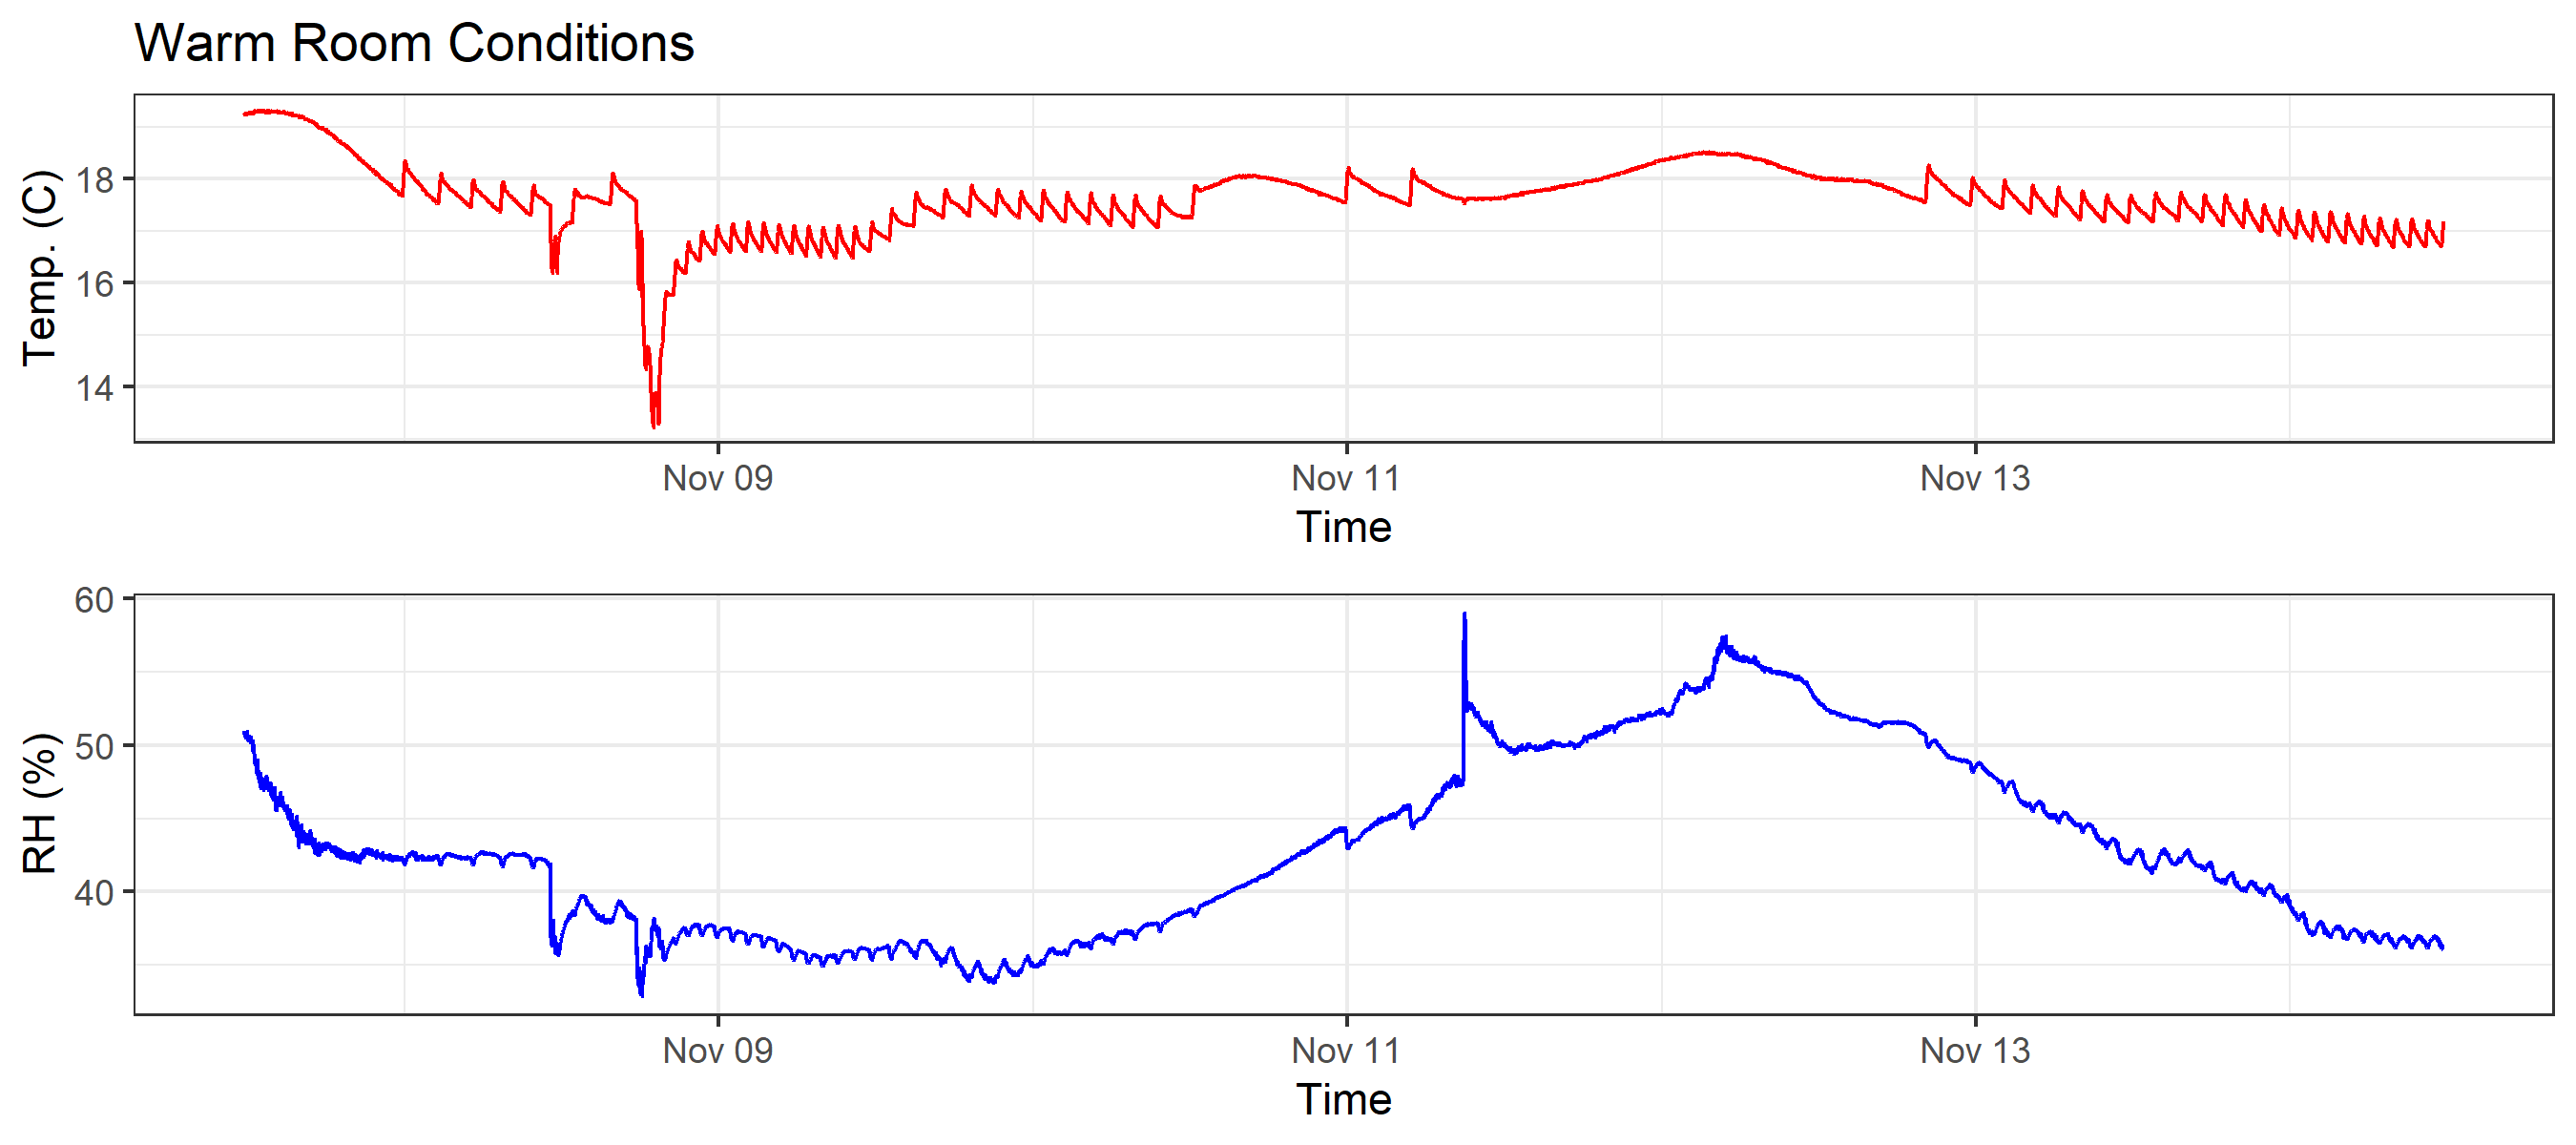 Warm Room Conditions
Temp. (C)
18
16
14
Nov 09
Nov 11
Nov 13
Time
RH (%)
60
50
40
Nov 09
Nov 11
Nov 13
Time